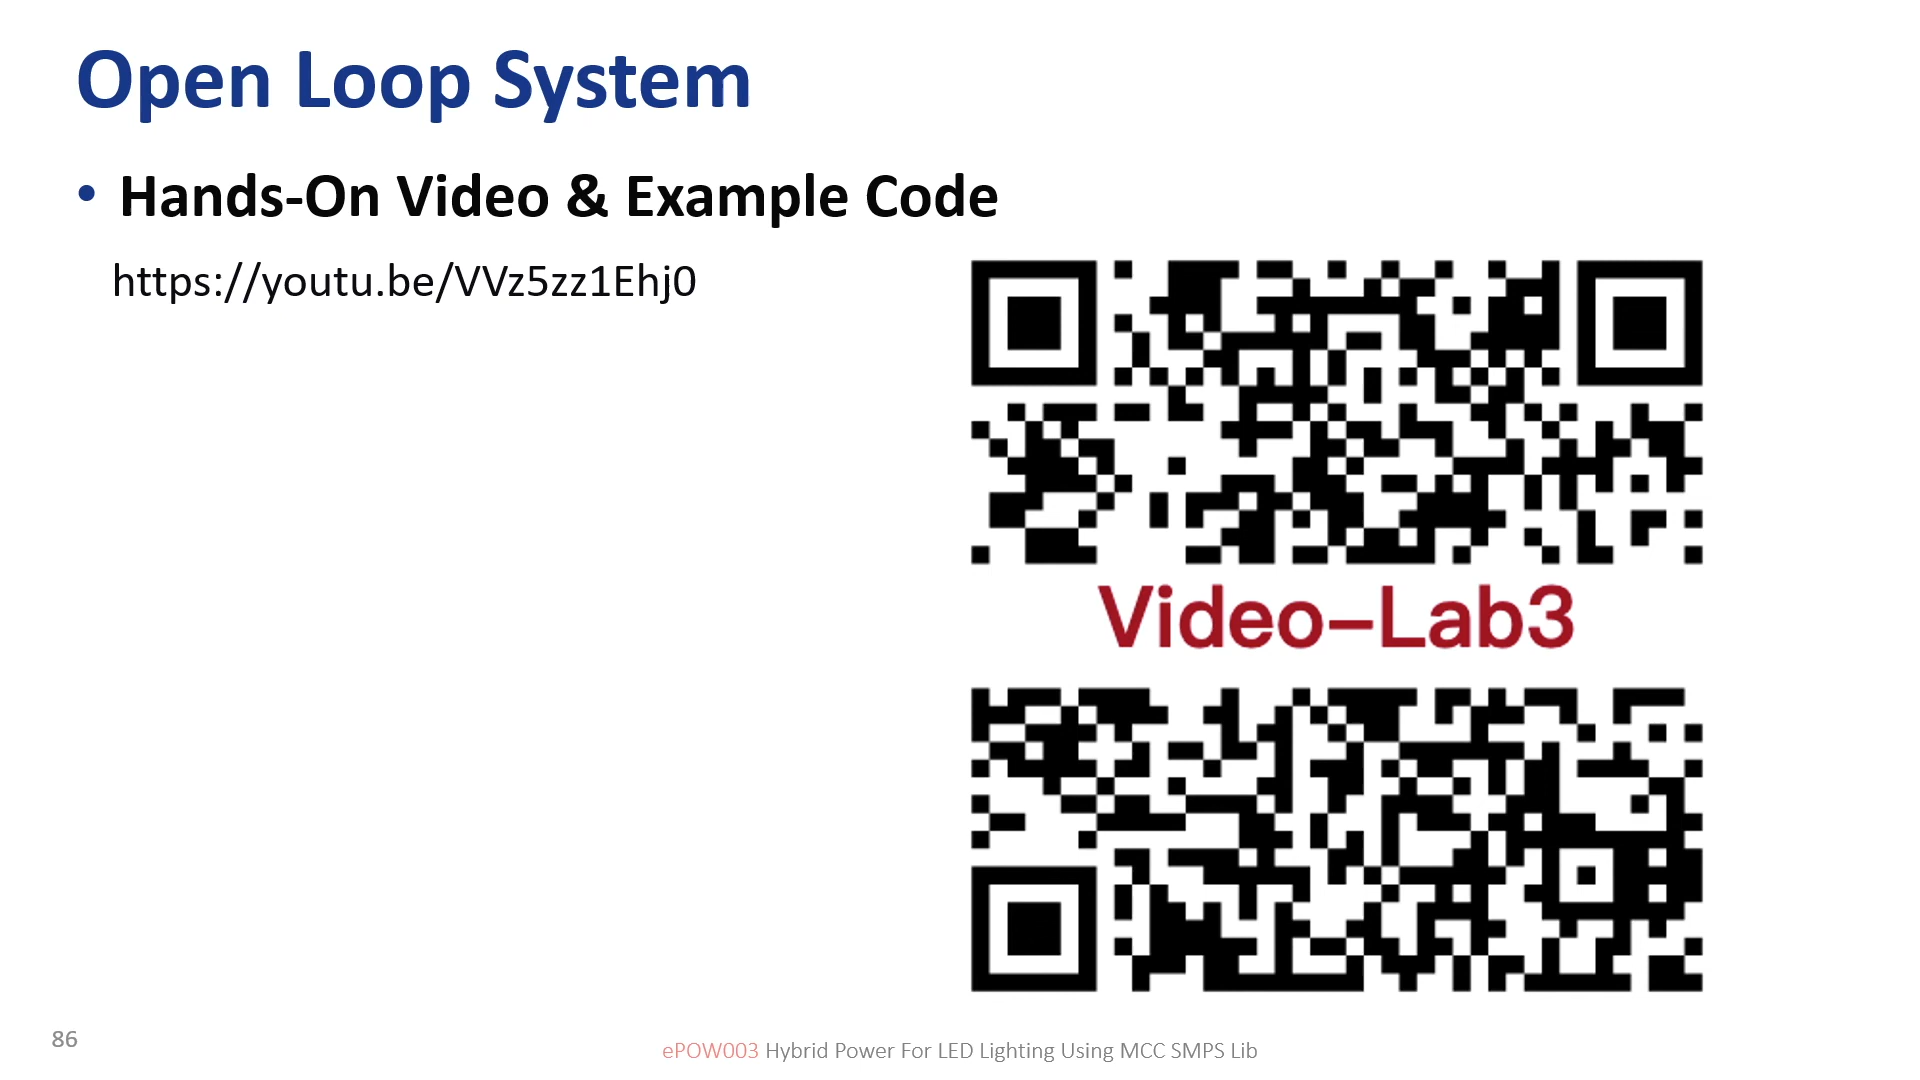 Open Loop System
• Hands-On Video & Example Code
https://youtu.be/VVz5zz1Ehj0
Video–Lab3
86
ePOW003 Hybrid Power For LED Lighting Using MCC SMPS Lib